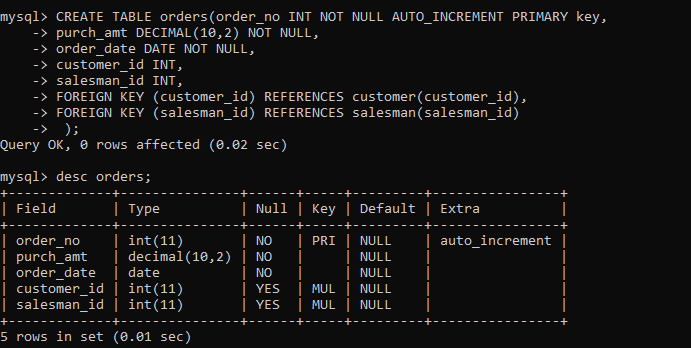 mysql> CREATE TABLE orders(order_no INT NOT NULL AUTO_INCREMENT PRIMARY key,
    -> purch_amt DECIMAL(10,2) NOT NULL,
    -> order_date DATE NOT NULL,
    -> customer_id INT,
    -> salesman_id INT,
    -> FOREIGN KEY (customer_id) REFERENCES customer(customer_id),
    -> FOREIGN KEY (salesman_id) REFERENCES salesman(salesman_id)
    ->  );
Query OK, 0 rows affected (0.02 sec)

mysql> desc orders;
+-------------+---------------+------+-----+---------+----------------+
| Field       | Type          | Null | Key | Default | Extra          |
+-------------+---------------+------+-----+---------+----------------+
| order_no    | int(11)       | NO   | PRI | NULL    | auto_increment |
| purch_amt   | decimal(10,2) | NO   |     | NULL    |                |
| order_date  | date          | NO   |     | NULL    |                |
| customer_id | int(11)       | YES  | MUL | NULL    |                |
| salesman_id | int(11)       | YES  | MUL | NULL    |                |
+-------------+---------------+------+-----+---------+----------------+
5 rows in set (0.01 sec)